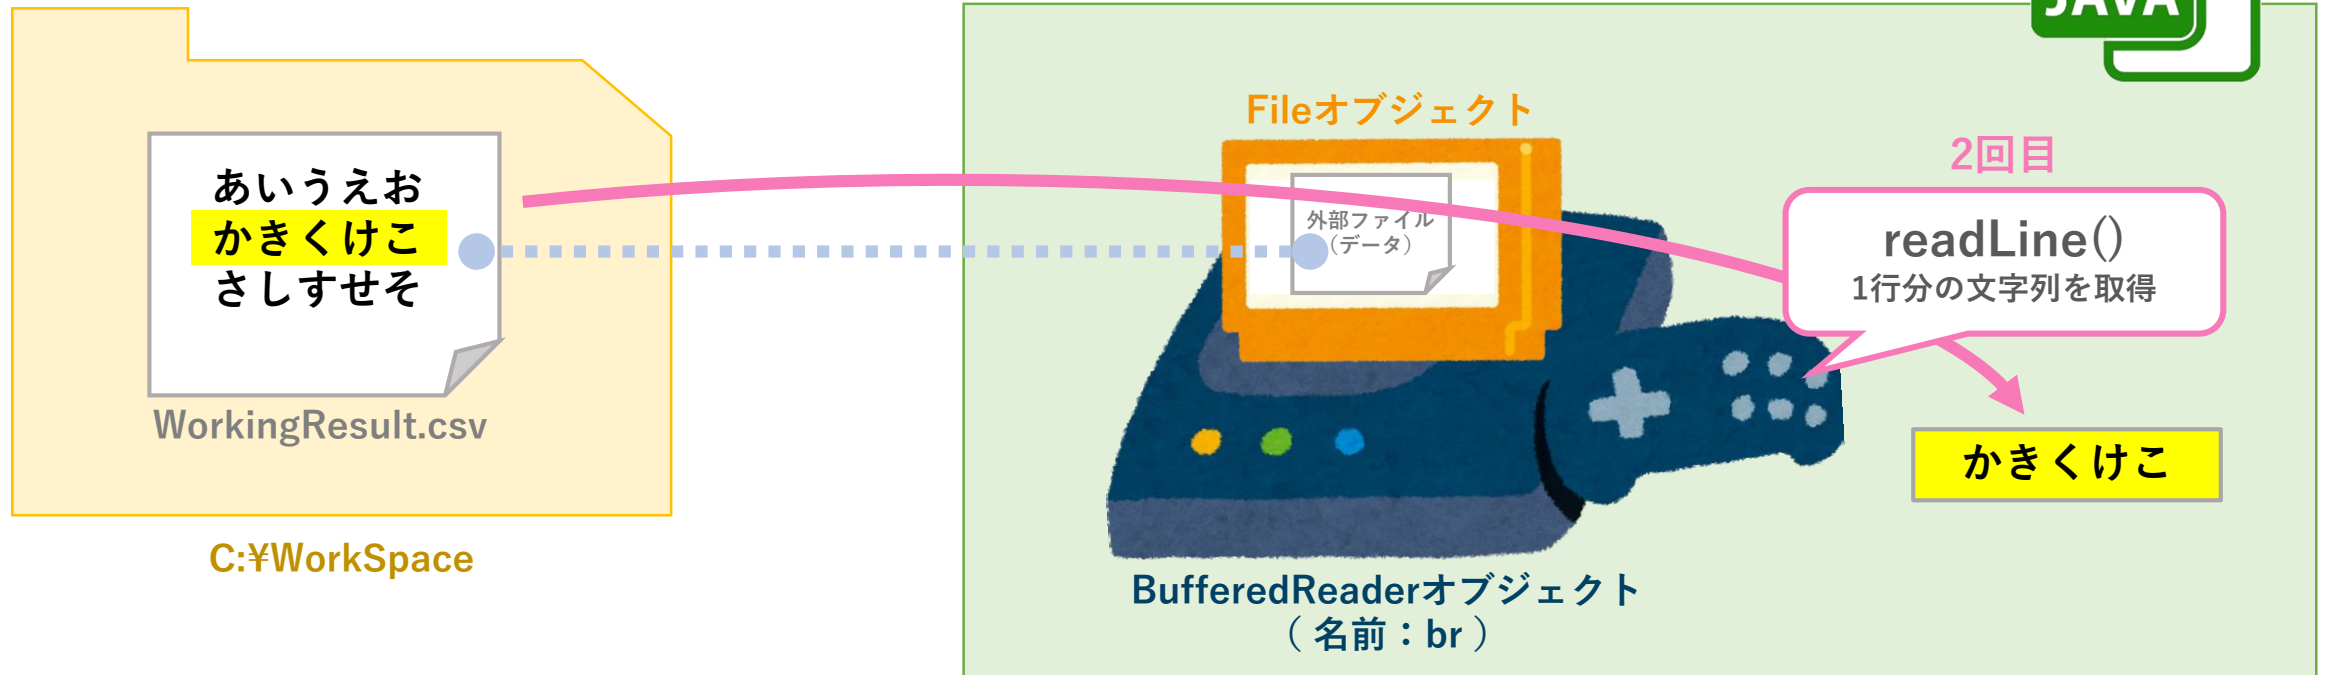 あいうえお
かきくけこ
さしすせそ
WorkingResult.csv
C:¥WorkSpace
JAVA
Fileオブジェクト
外部ファイル
（データ）
2回目
readLine()
1行分の文字列を取得
かきくけこ
BufferedReaderオブジェクト
（ 名前：br ）